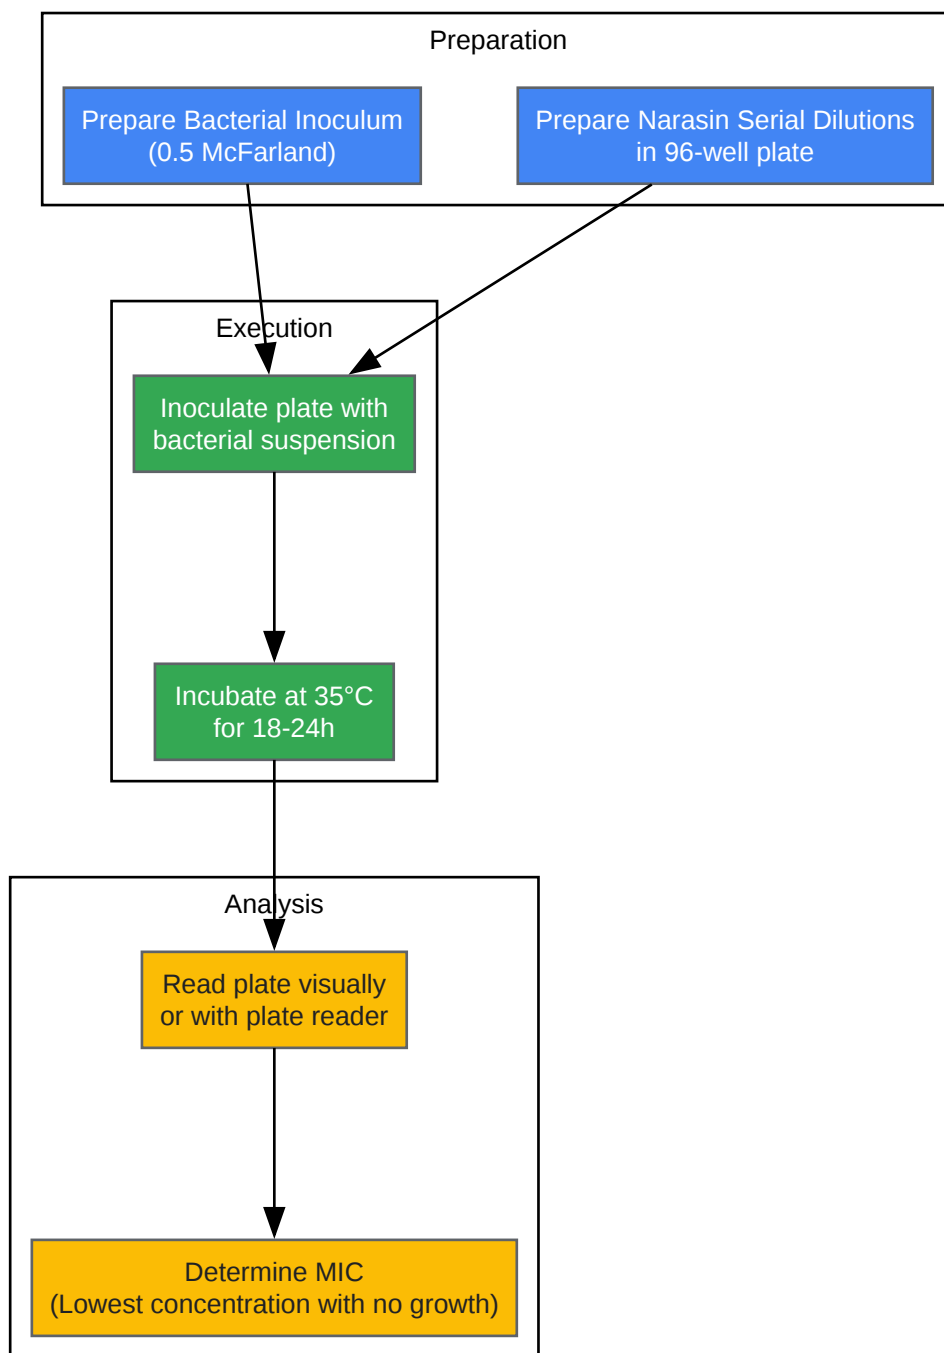 Preparation
Prepare Bacterial Inoculum
(0.5 McFarland)
Prepare Narasin Serial Dilutions
in 96-well plate
Execution
Inoculate plate with
bacterial suspension
Incubate at 35°C
for 18-24h
Analysis
Read plate visually
or with plate reader
Determine MIC
(Lowest concentration with no growth)